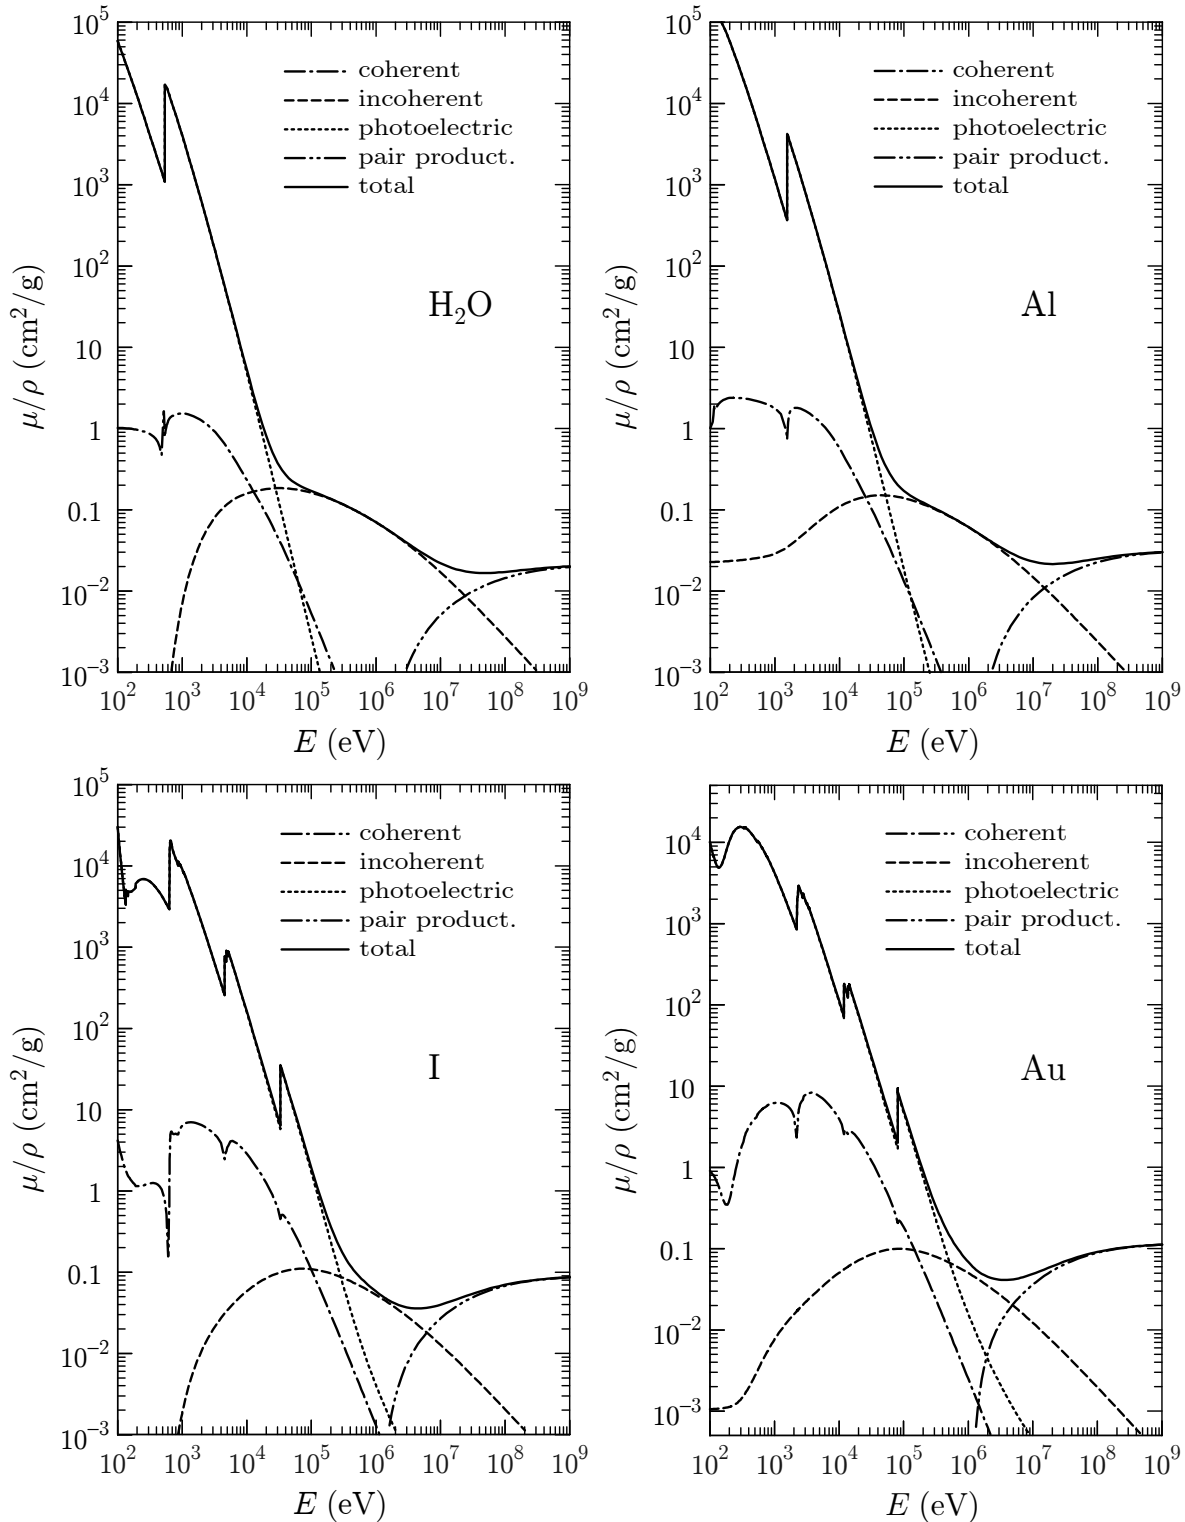 10^5
10^4
10^3
10^2
10
1
0.1
10^−2
10^−3
μ/ρ (cm^2/g)
coherent
incoherent
photoelectric
pair product.
total
H₂O
10^2 10^3 10^4 10^5 10^6 10^7 10^8 10^9
E (eV)
10^5
10^4
10^3
10^2
10
1
0.1
10^−2
10^−3
μ/ρ (cm^2/g)
coherent
incoherent
photoelectric
pair product.
total
Al
10^2 10^3 10^4 10^5 10^6 10^7 10^8 10^9
E (eV)
10^5
10^4
10^3
10^2
10
1
0.1
10^−2
10^−3
μ/ρ (cm^2/g)
coherent
incoherent
photoelectric
pair product.
total
I
10^2 10^3 10^4 10^5 10^6 10^7 10^8 10^9
E (eV)
10^4
10^3
10^2
10
1
0.1
10^−2
10^−3
μ/ρ (cm^2/g)
coherent
incoherent
photoelectric
pair product.
total
Au
10^2 10^3 10^4 10^5 10^6 10^7 10^8 10^9
E (eV)